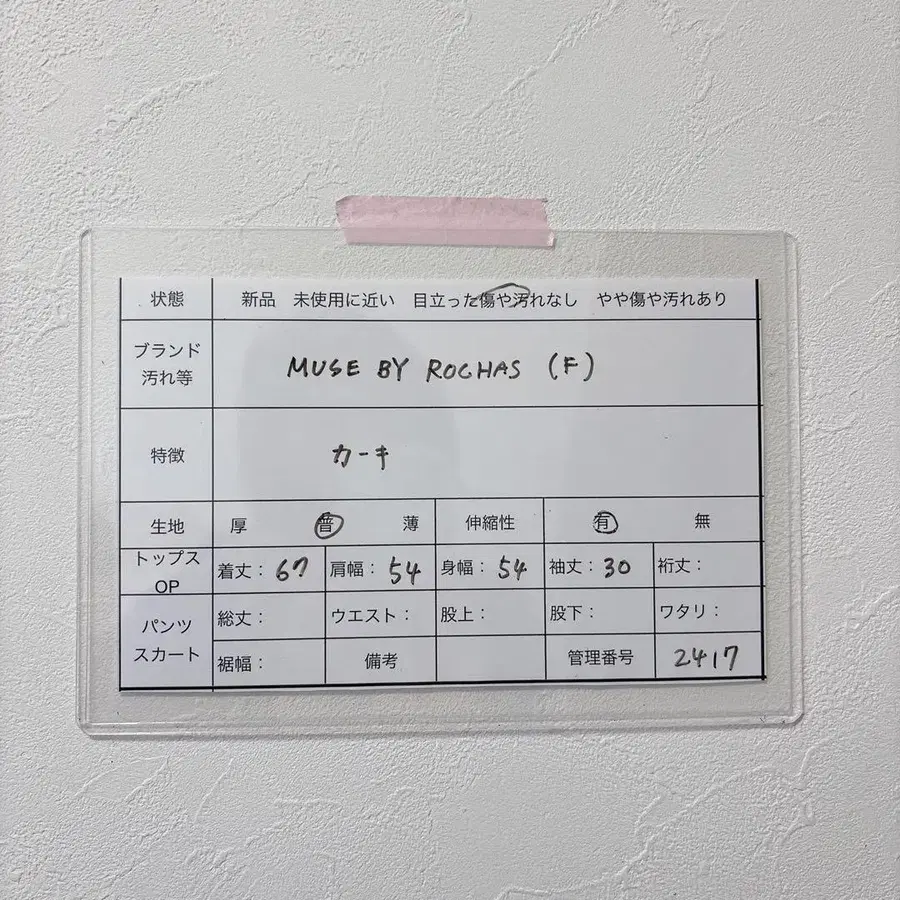 状態 新品 未使用に近い 目立った傷や汚れなし やや傷や汚れあり
ブランド
汚れ等
MUSE BY ROCHAS (F)
特徴 カーキ
生地 厚 普 薄 伸縮性 有 無
トップス
OP
着丈: 67 肩幅: 54 身幅: 54 袖丈: 30 裄丈:
パンツ
スカート
総丈: ウエスト: 股上: 股下: ワタリ:
裾幅: 備考 管理番号 2417